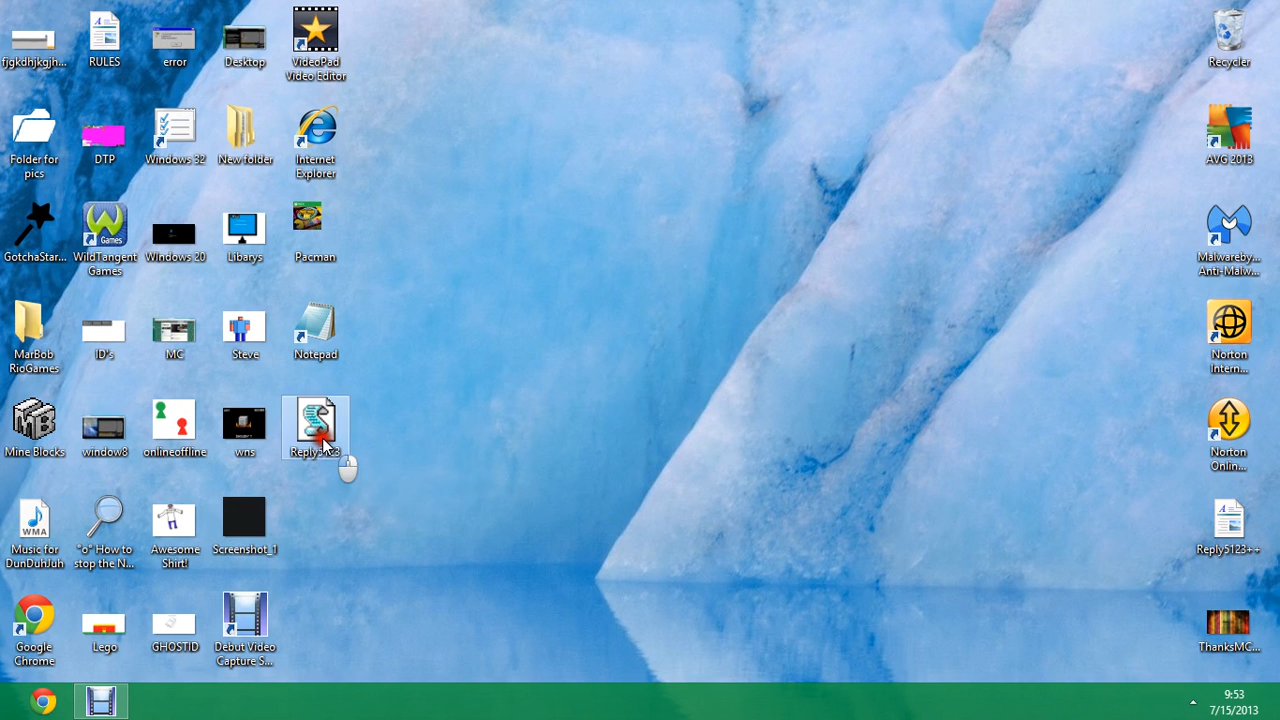 fjgkdhjkgjh...
RULES
error
Desktop
VideoPad
Video Editor
Recycler
Folder for
pics
DTP
Windows 32
New folder
Internet
Explorer
AVG 2013
GotchaStar...
WildTangent
Games
Windows 20
Libarys
Pacman
Malwareby...
Anti-Malw...
MarBob
RioGames
ID's
MC
Steve
Notepad
Norton
Intern...
Mine Blocks
window8
onlineoffline
wns
Reply5123
Norton
Onlin...
WMA
Music for
DunDuhJuh
"o" How to
stop the N...
Awesome
Shirt!
Screenshot_1
Reply5123++
Google
Chrome
Lego
GHOSTID
Debut Video
Capture S...
ThanksMC...
9:53
7/15/2013